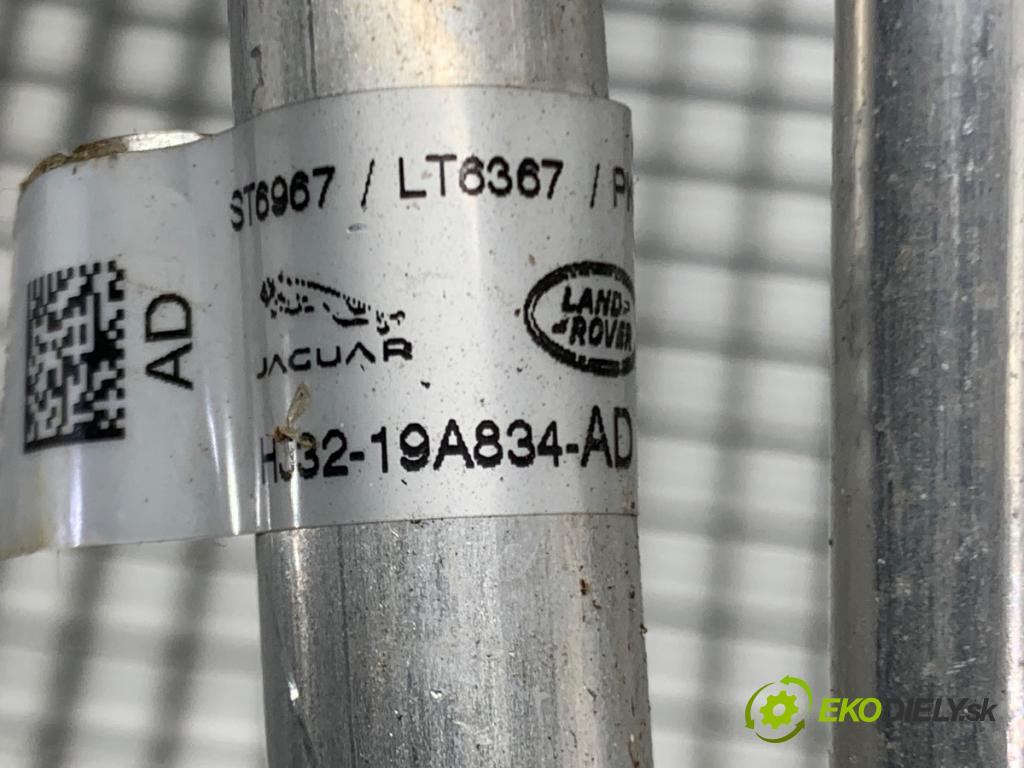 ST6967 / LT6367 /
AD
JAGUAR
LAND
ROVER
HJ32-19A834-AD
EKODIELY.sk